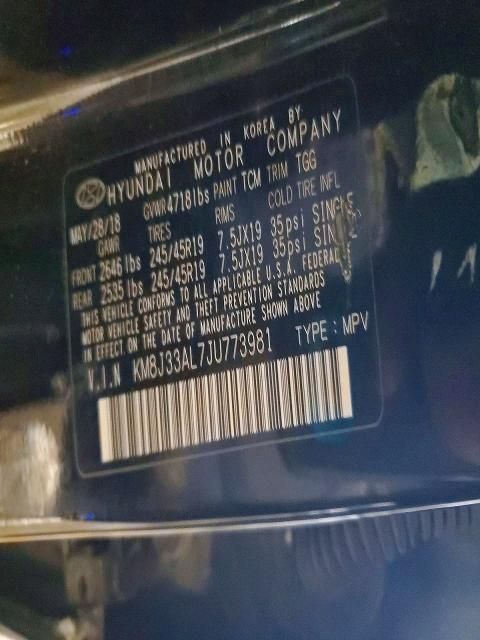 MANUFACTURED IN KOREA BY
HYUNDAI MOTOR COMPANY
MAY/28/18 GVWR4718lbs PAINT TCM TRIM TGG
GAWR TIRES RIMS COLD TIRE INFL
FRONT 2646 lbs 245/45R19 7.5JX19 35psi SINGLE
REAR 2535 lbs 245/45R19 7.5JX19 35psi SIN
THIS VEHICLE CONFORMS TO ALL APPLICABLE U.S.A. FEDERAL
MOTOR VEHICLE SAFETY AND THEFT PREVENTION STANDARDS
IN EFFECT ON THE DATE OF MANUFACTURE SHOWN ABOVE
V.I.N KM8J33AL7JU773981 TYPE : MPV